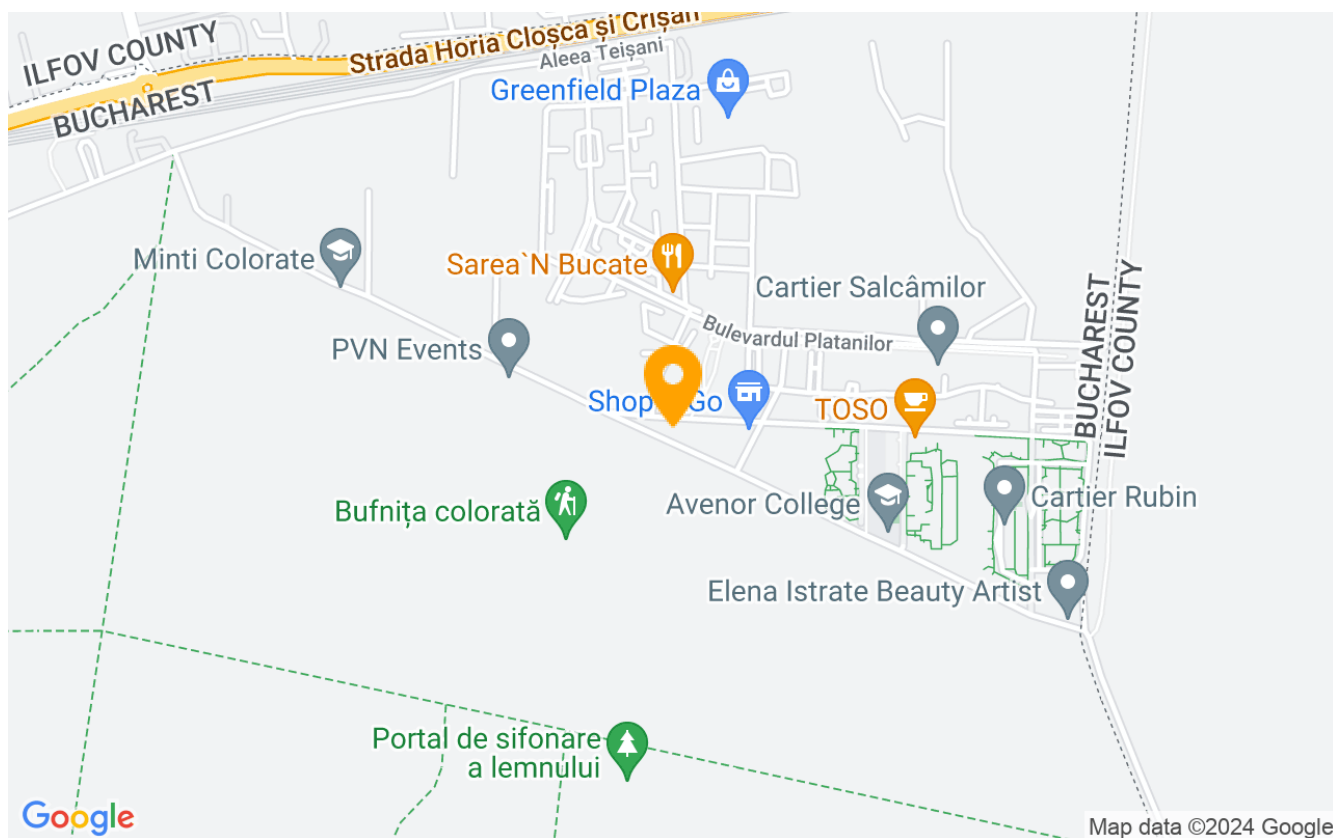 ILFOV COUNTY
BUCHAREST
Strada Horia Cloșca și Crișan
Aleea Teișani
Greenfield Plaza
Minti Colorate
Sarea`N Bucate
Cartier Salcâmilor
Bulevardul Platanilor
BUCHAREST
ILFOV COUNTY
PVN Events
Shop
Go
TOSO
Bufnița colorată
Avenor College
Cartier Rubin
Elena Istrate Beauty Artist
Portal de sifonare
a lemnului
Google
Map data ©2024 Google